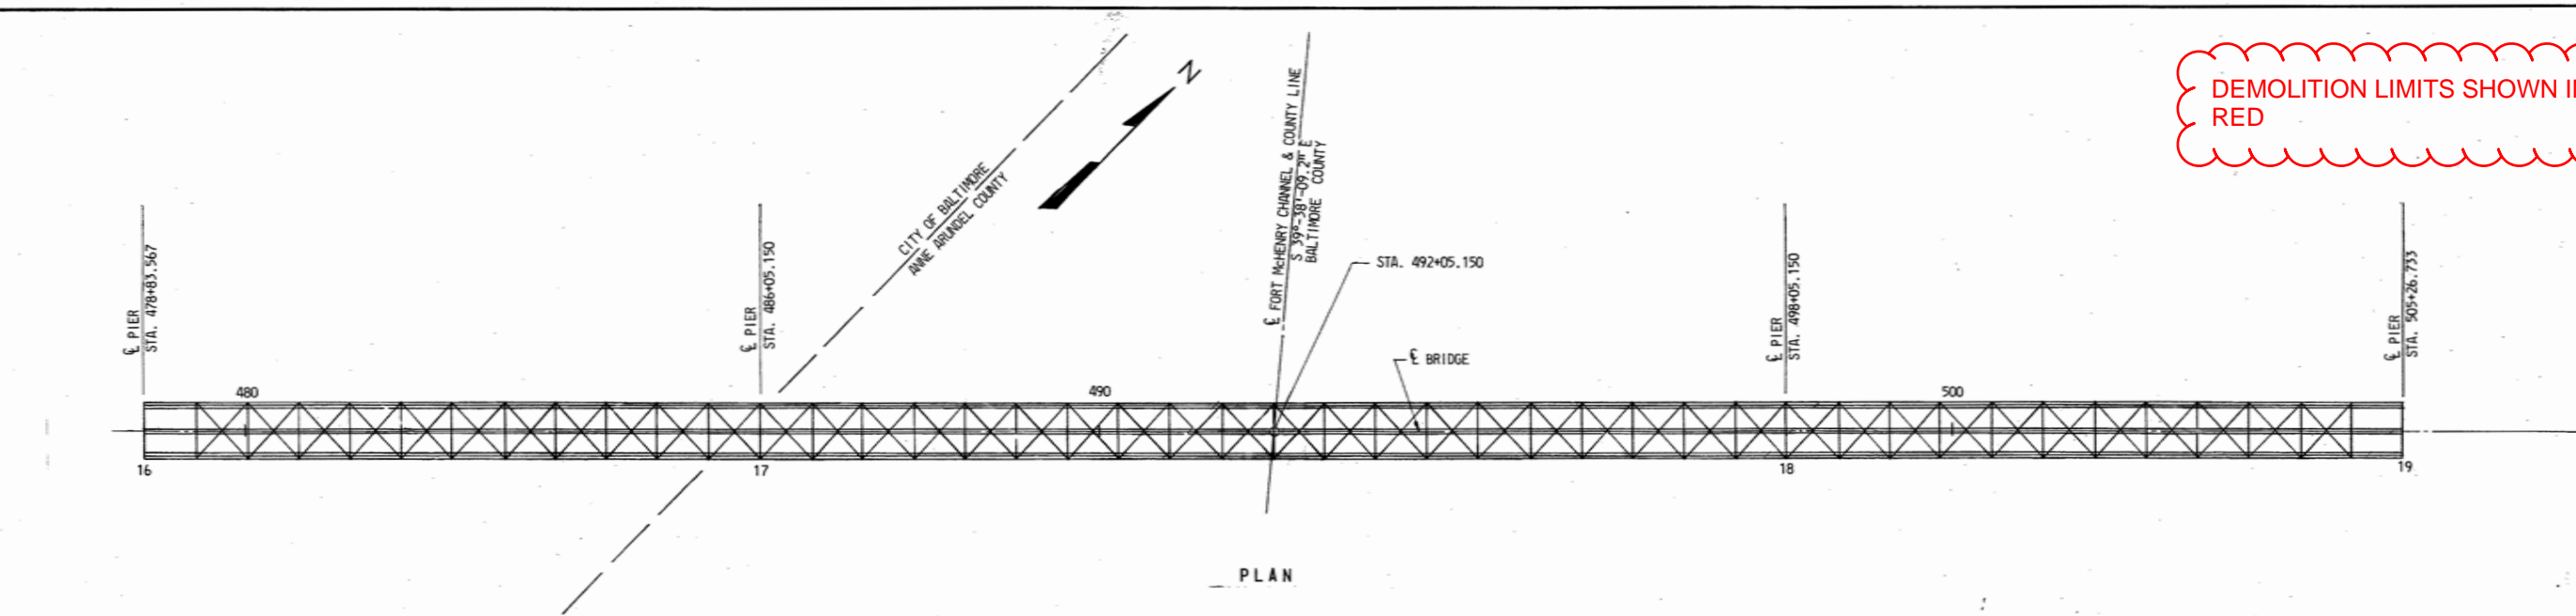 DEMOLITION LIMITS SHOWN
RED
N
CITY OF BALTIMORE
ANNE ARUNDEL COUNTY
℄ FORT McHENRY CHANNEL & COUNTY LINE
S 39°-38'-09.2" E
BALTIMORE COUNTY
STA. 492+05.150
℄ PIER
STA. 478+83.567
℄ PIER
STA. 486+05.150
℄ PIER
STA. 498+05.150
℄ PIER
STA. 505+26.733
℄ BRIDGE
480
490
500
16
17
18
19
PLAN